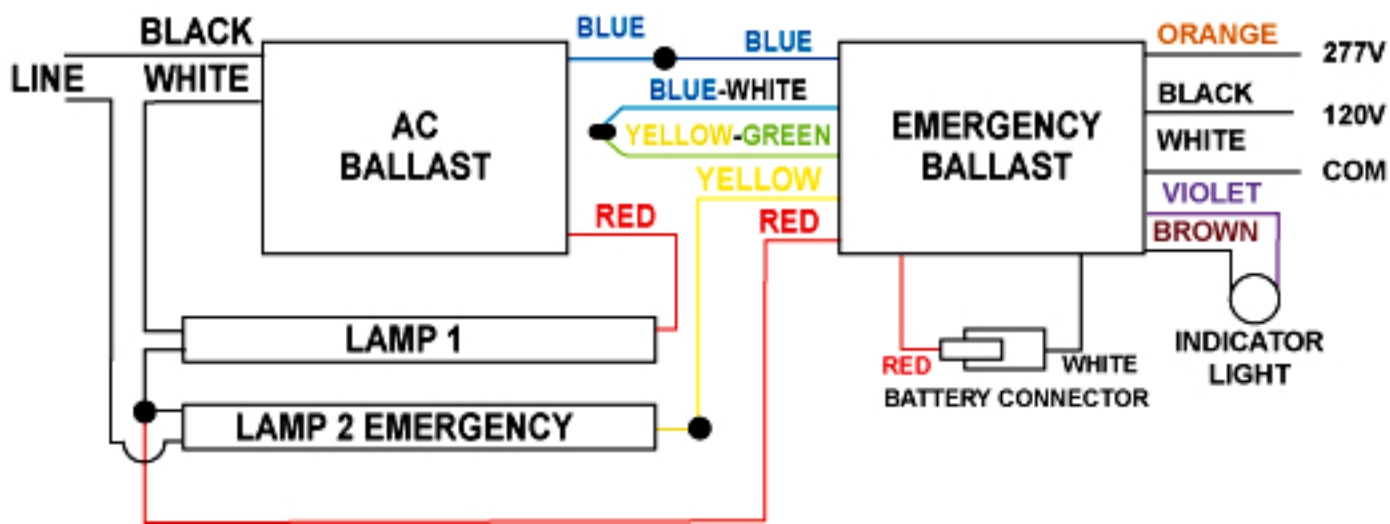 BLACK
LINE
WHITE
AC
BALLAST
BLUE
BLUE
BLUE-WHITE
YELLOW-GREEN
YELLOW
RED
RED
EMERGENCY
BALLAST
ORANGE
277V
BLACK
120V
WHITE
COM
VIOLET
BROWN
INDICATOR
LIGHT
RED
WHITE
BATTERY CONNECTOR
LAMP 1
LAMP 2 EMERGENCY